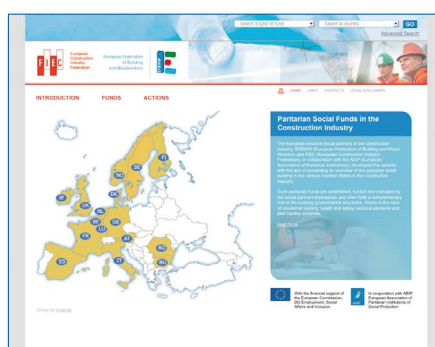 Select a type of fund
Select a country
GO
Advanced Search
FIEC
European
Construction
Industry
Federation
European Federation
of Building
and Woodworkers
HOME LINKS CONTACTS LEGAL DISCLAIMER
INTRODUCTION FUNDS ACTIONS
Paritarian Social Funds in the
Construction Industry
The European sectoral social partners of the construction
industry, EFBWW (European Federation of Building and Wood
Workers) and FIEC (European Construction Industry
Federation), in collaboration with the AEIP (European
Association of Paritarian Institutions), developed this website
with the aim of presenting an overview of the paritarian funds
existing in the various member States in the construction
industry.
Such paritarian funds are established, funded and managed by
the social partners themselves and often fulfil a complementary
role to the existing governmental structures, mainly in the area
of vocational training, health and safety, sectoral pensions and
paid holiday schemes.
FI
SE
NO
DK
IE
UK
NL
BE
DE
LU
FR
AT
RO
ES
IT
BG
With the financial support of
the European Commission,
DG Employment, Social
Affairs and Inclusion
AEIP
In cooperation with AEIP,
European Association of
Paritarian Institutions of
Social Protection